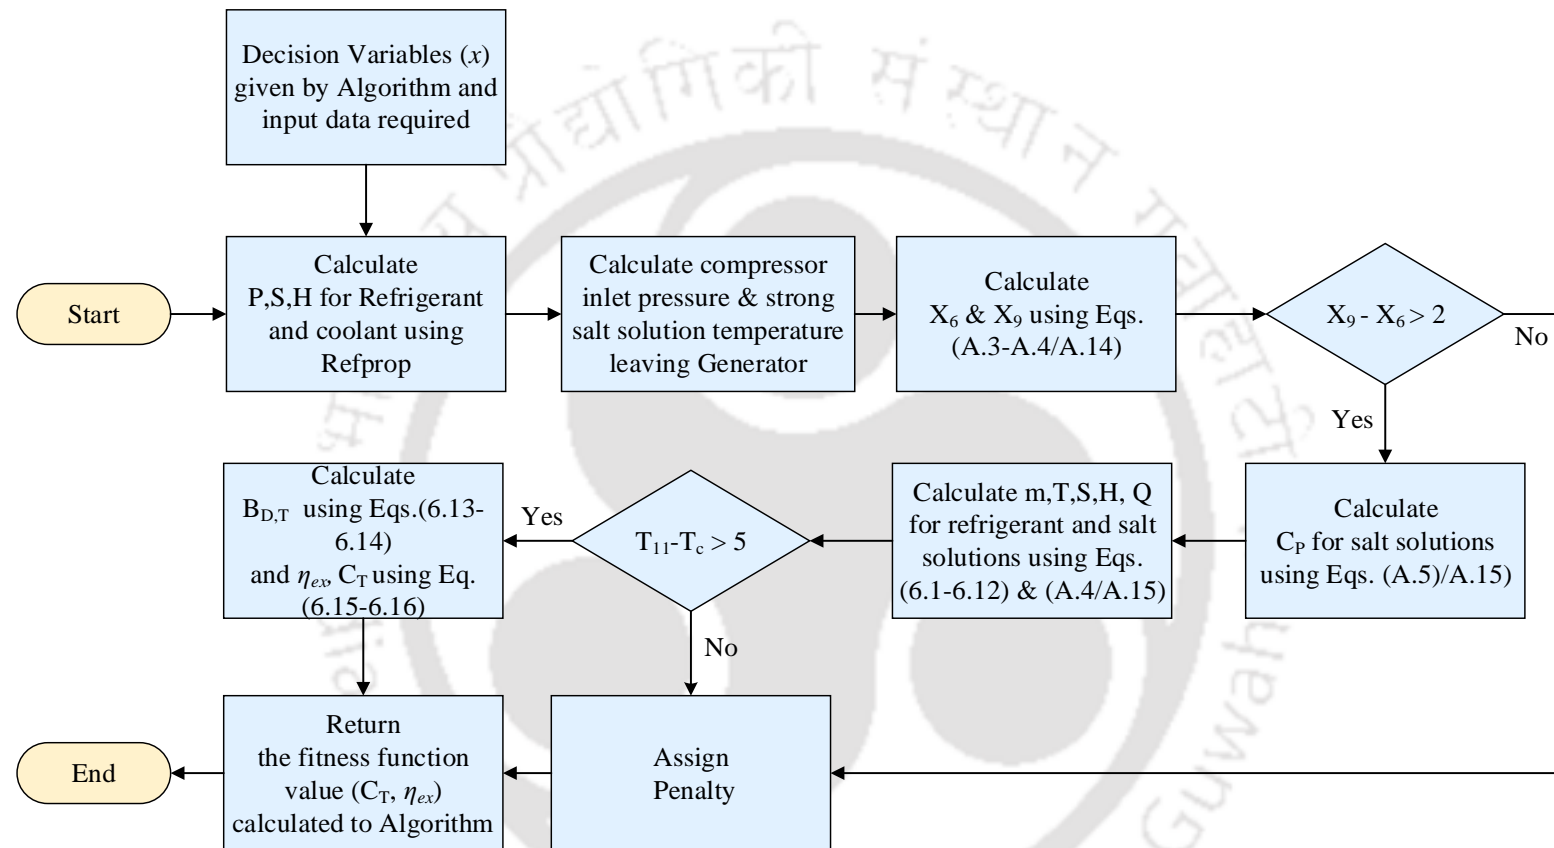 Decision Variables (x)
given by Algorithm and
input data required
Start
Calculate
P,S,H for Refrigerant
and coolant using
Refprop
Calculate compressor
inlet pressure & strong
salt solution temperature
leaving Generator
Calculate
X6 & X9 using Eqs.
(A.3-A.4/A.14)
X9 - X6 > 2
No
Yes
Calculate
CP for salt solutions
using Eqs. (A.5)/A.15)
Calculate m,T,S,H, Q
for refrigerant and salt
solutions using Eqs.
(6.1-6.12) & (A.4/A.15)
T11-Tc > 5
Yes
No
Calculate
BD,T using Eqs.(6.13-
6.14)
and ηex, CT using Eq.
(6.15-6.16)
Assign
Penalty
Return
the fitness function
value (CT, ηex)
calculated to Algorithm
End
प्रौद्योगिकी संस्थान
Guwah